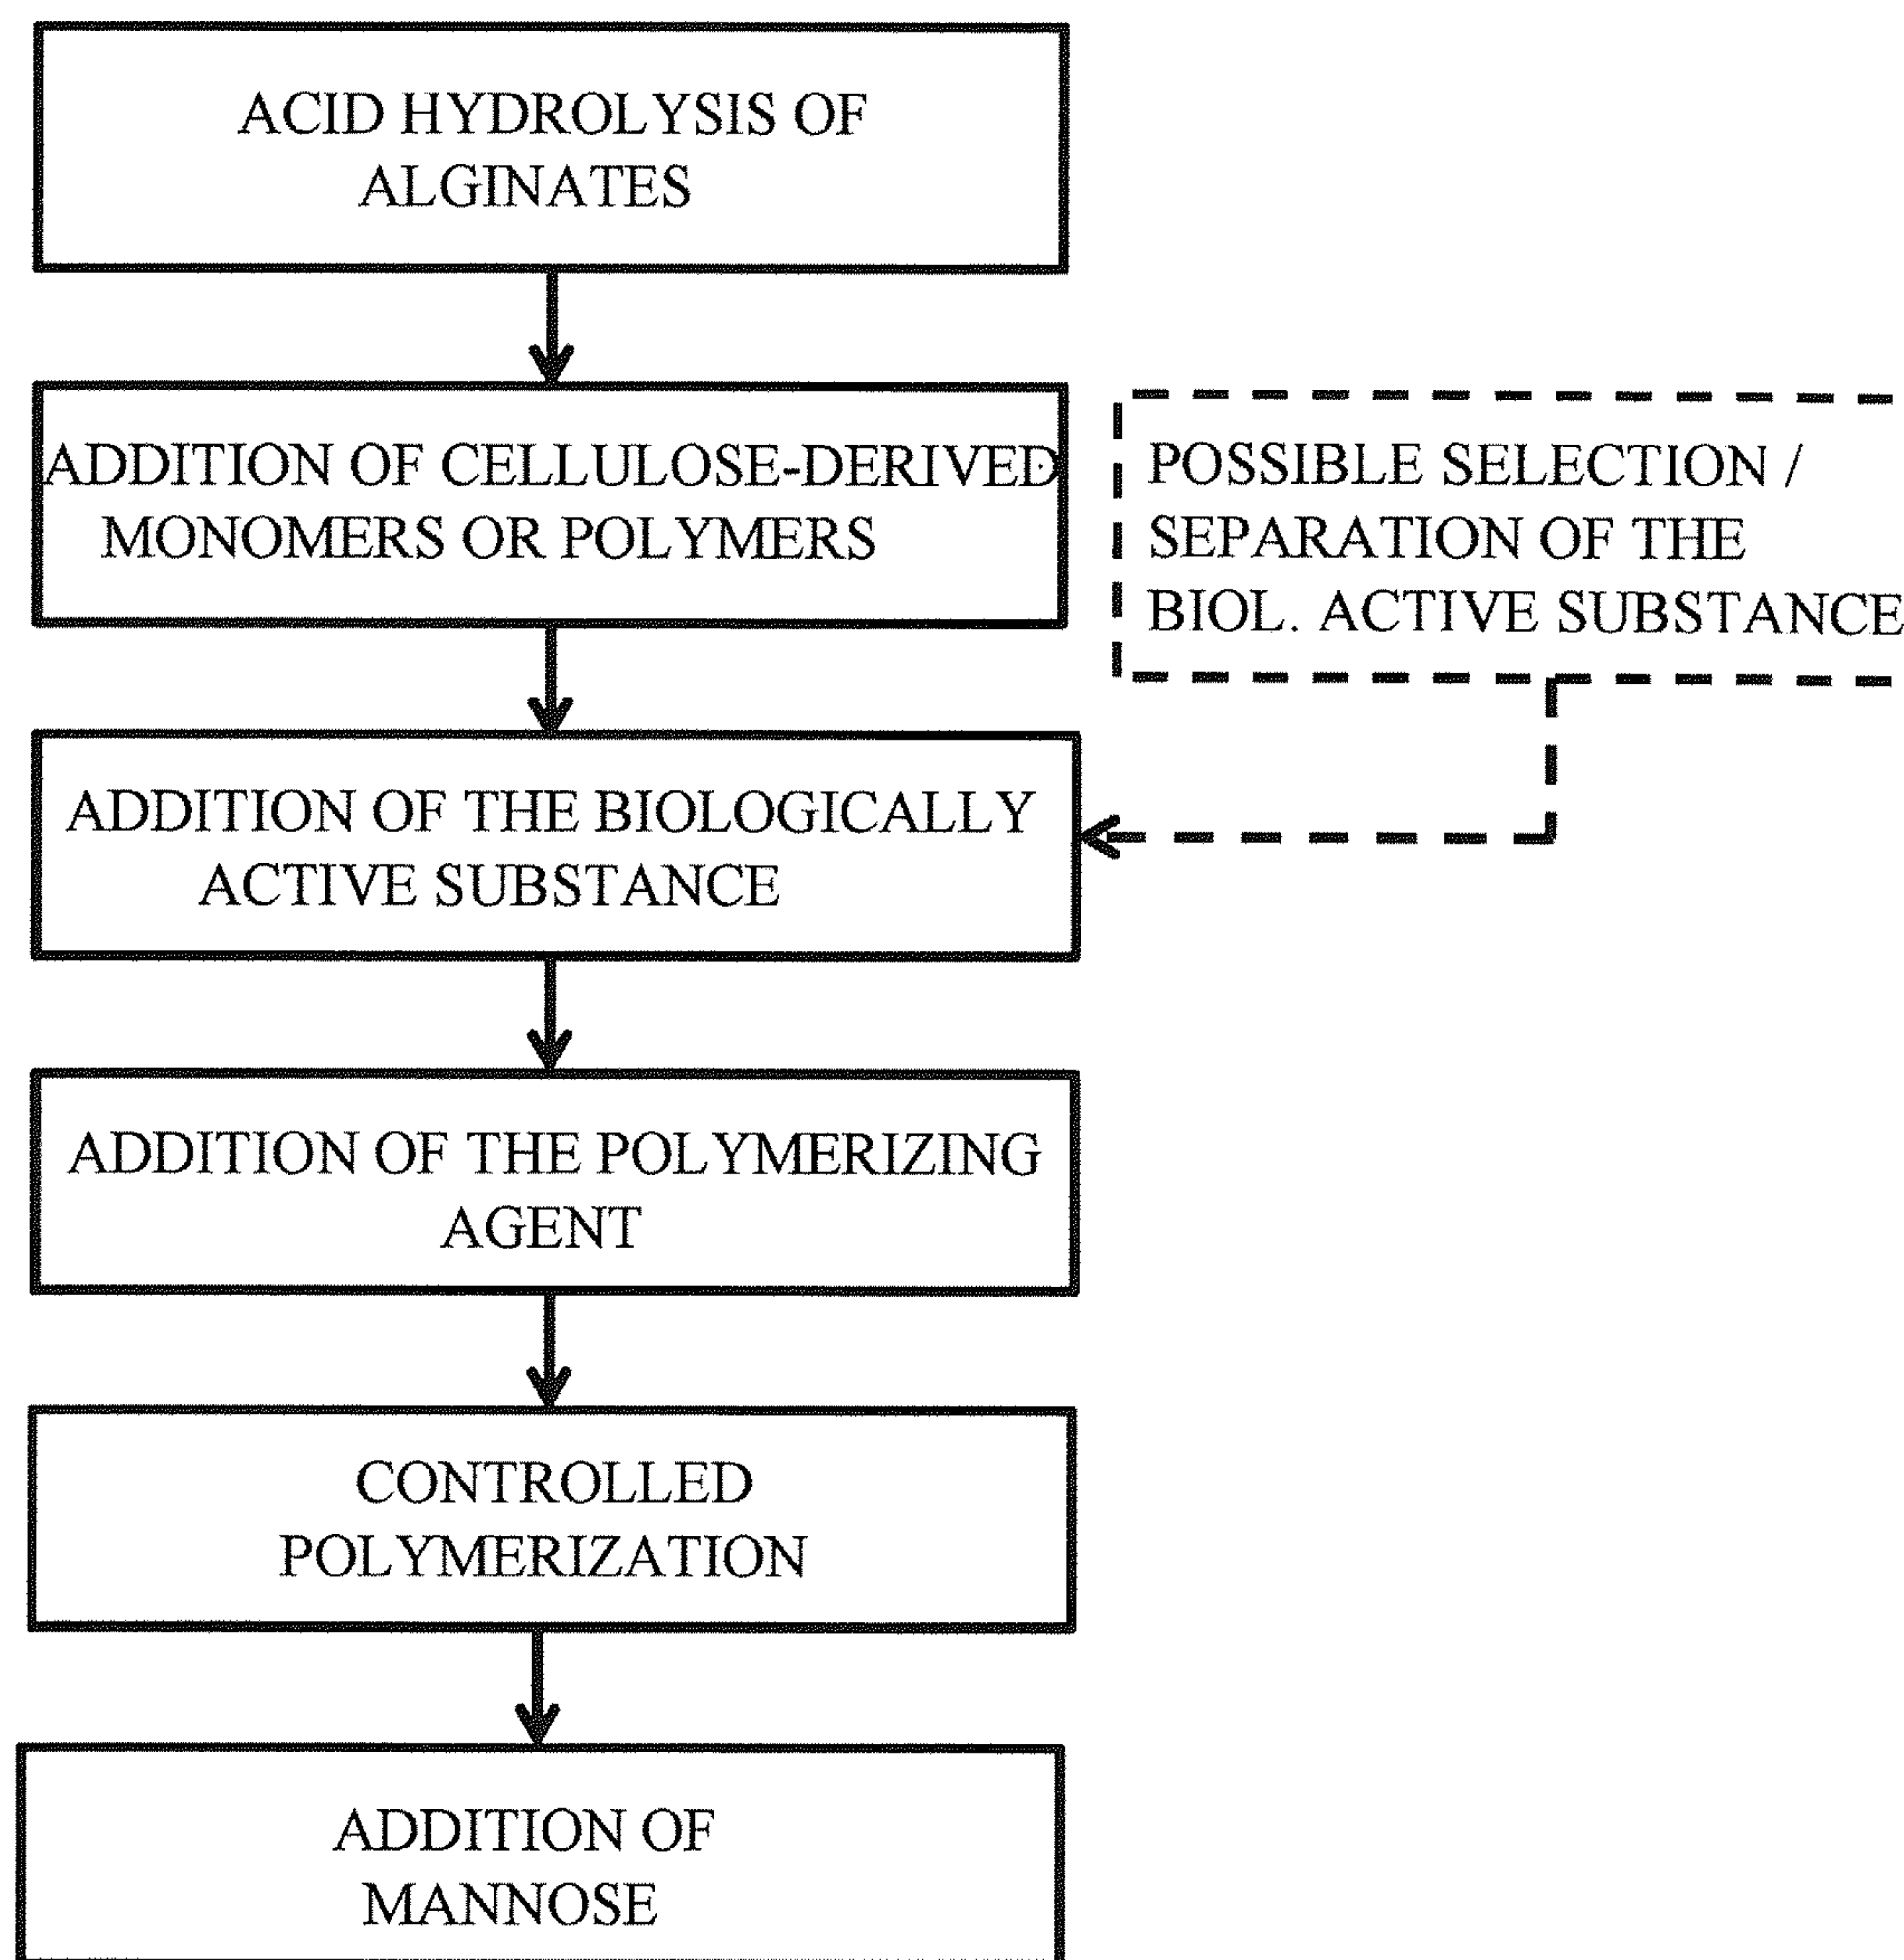 ACID HYDROLYSIS OF
ALGINATES
ADDITION OF CELLULOSE-DERIVED
MONOMERS OR POLYMERS
POSSIBLE SELECTION /
SEPARATION OF THE
BIOL. ACTIVE SUBSTANCE
ADDITION OF THE BIOLOGICALLY
ACTIVE SUBSTANCE
ADDITION OF THE POLYMERIZING
AGENT
CONTROLLED
POLYMERIZATION
ADDITION OF
MANNOSE